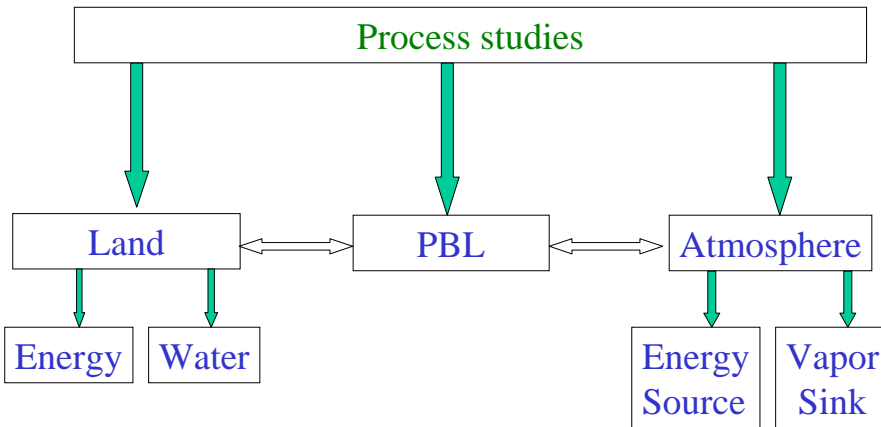 Process studies
Land
PBL
Atmosphere
Energy
Water
Energy
Source
Vapor
Sink